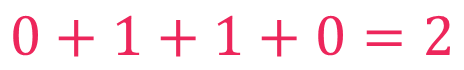 0 + 1 + 1 + 0 = 2